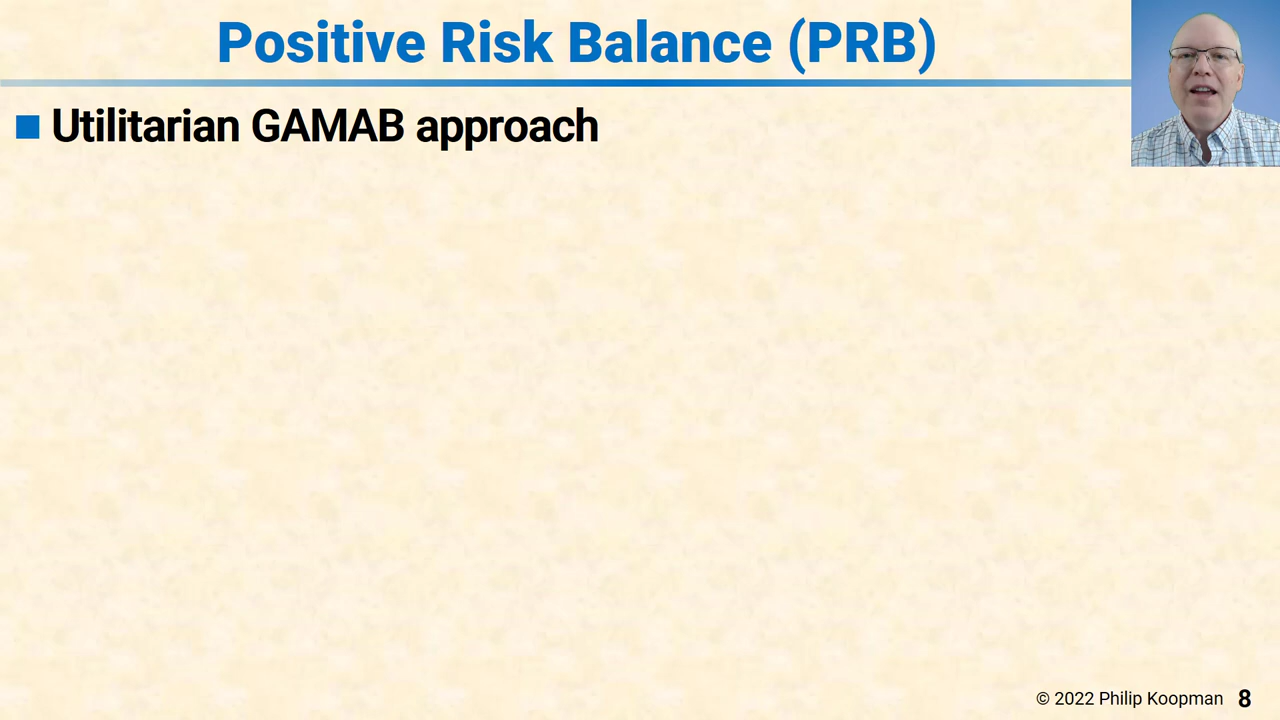 Positive Risk Balance (PRB)
Utilitarian GAMAB approach
© 2022 Philip Koopman 8